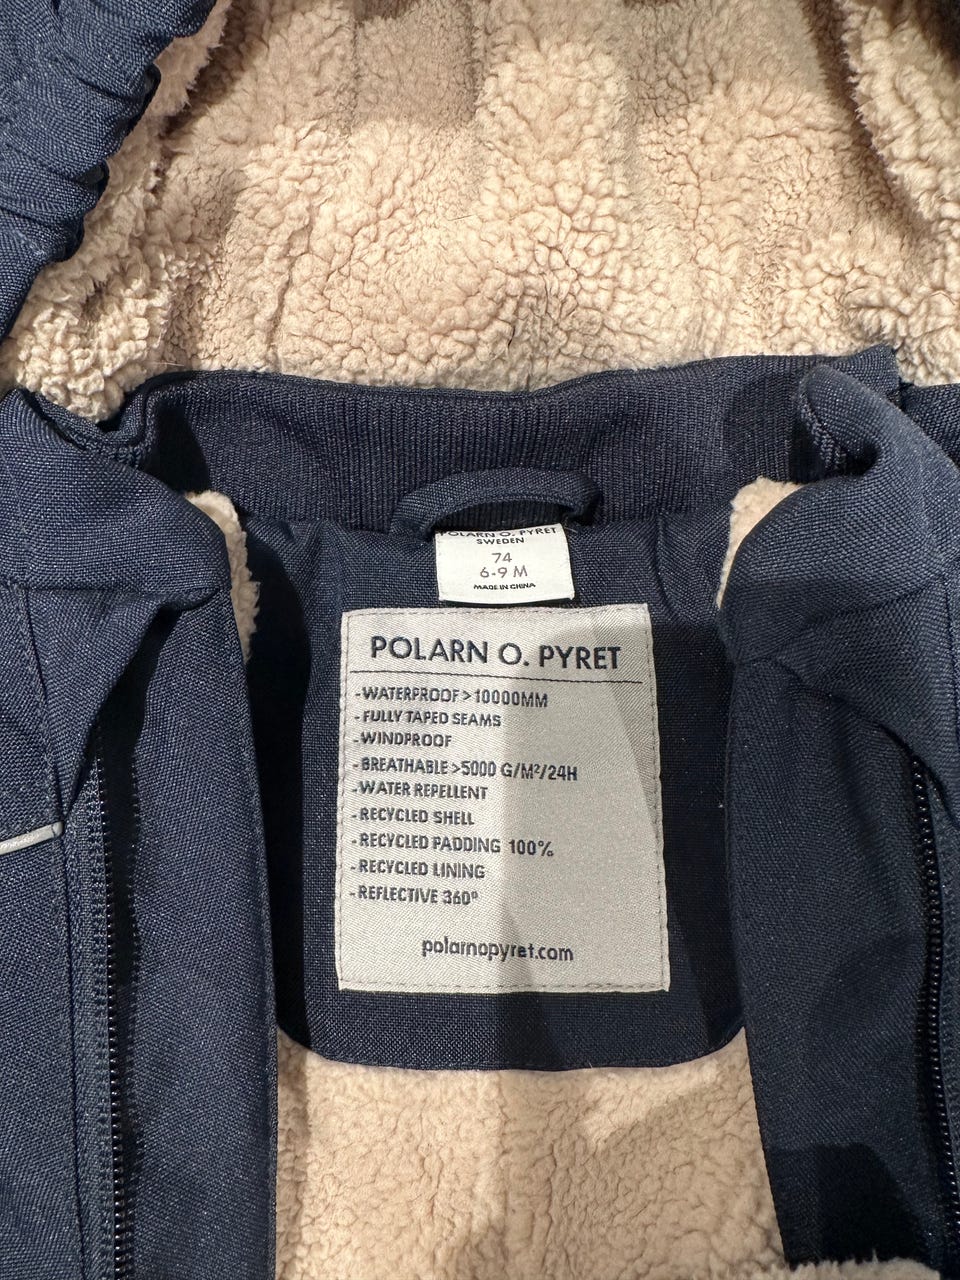 POLARN O. PYRET
SWEDEN
74
6-9 M
MADE IN CHINA
POLARN O. PYRET
-WATERPROOF >10000MM
-FULLY TAPED SEAMS
-WINDPROOF
-BREATHABLE >5000 G/M²/24H
-WATER REPELLENT
-RECYCLED SHELL
-RECYCLED PADDING 100%
-RECYCLED LINING
-REFLECTIVE 360°
polarnopyret.com